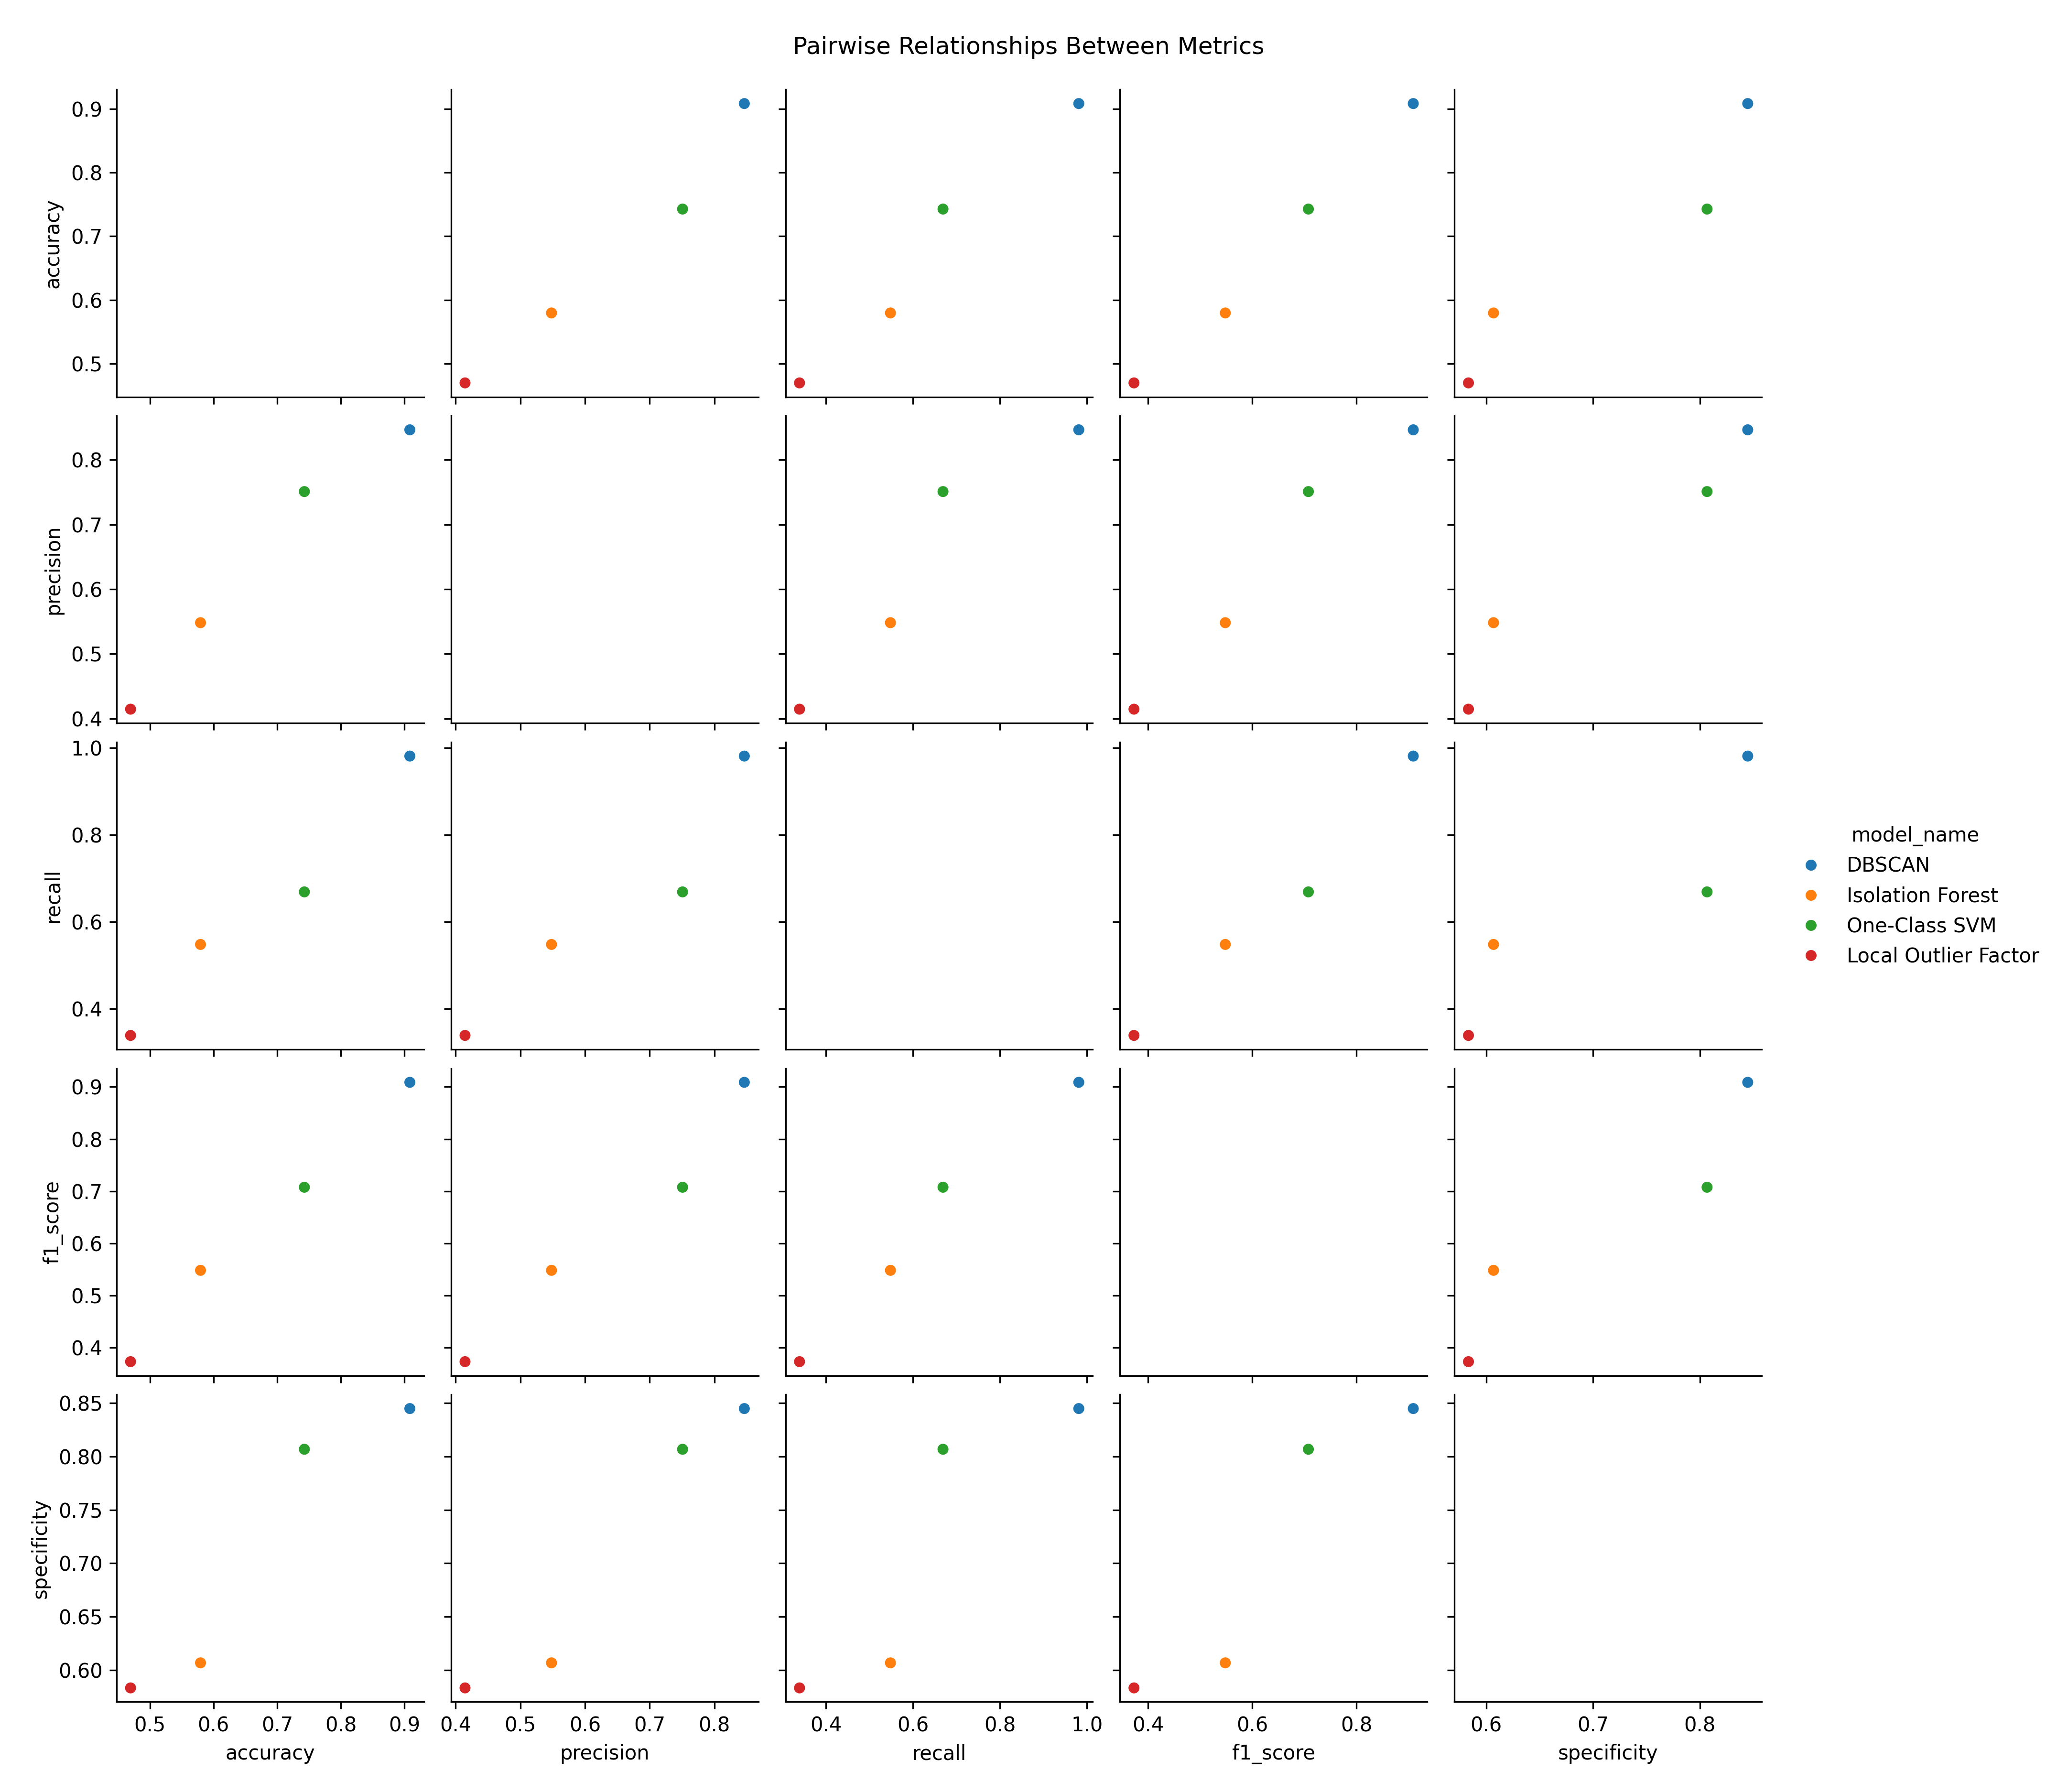 Pairwise Relationships Between Metrics
0.9
0.8
0.7
0.6
0.5
accuracy
0.8
0.7
0.6
0.5
0.4
precision
1.0
0.8
0.6
0.4
recall
model_name
DBSCAN
Isolation Forest
One-Class SVM
Local Outlier Factor
0.9
0.8
0.7
0.6
0.5
0.4
f1_score
0.85
0.80
0.75
0.70
0.65
0.60
specificity
0.5 0.6 0.7 0.8 0.9 0.4 0.5 0.6 0.7 0.8 0.4 0.6 0.8 1.0 0.4 0.6 0.8 0.6 0.7 0.8
accuracy precision recall f1_score specificity